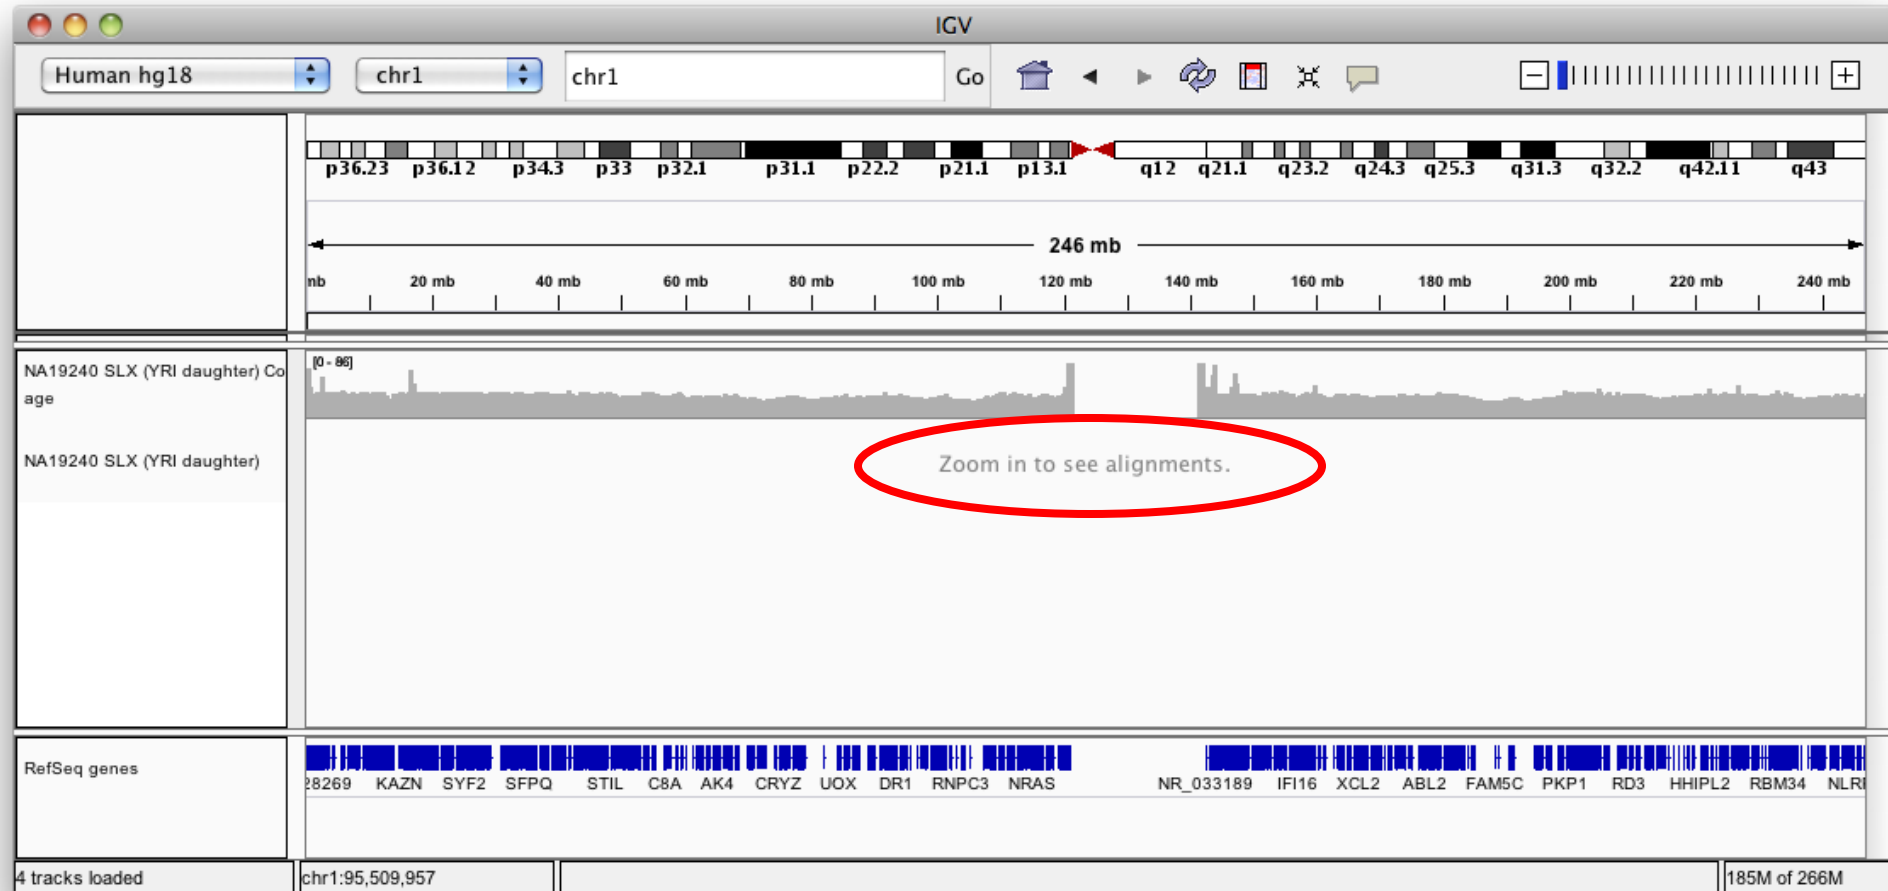 IGV
Human hg18 chr1 chr1 Go
p36.23 p36.12 p34.3 p33 p32.1 p31.1 p22.2 p21.1 p13.1 q12 q21.1 q23.2 q24.3 q25.3 q31.3 q32.2 q42.11 q43
246 mb
mb 20 mb 40 mb 60 mb 80 mb 100 mb 120 mb 140 mb 160 mb 180 mb 200 mb 220 mb 240 mb
[0 - 86]
NA19240 SLX (YRI daughter) Co
age
NA19240 SLX (YRI daughter) Zoom in to see alignments.
RefSeq genes
28269 KAZN SYF2 SFPQ STIL C8A AK4 CRYZ UOX DR1 RNPC3 NRAS NR_033189 IFI16 XCL2 ABL2 FAM5C PKP1 RD3 HHIPL2 RBM34 NLR
4 tracks loaded chr1:95,509,957 185M of 266M